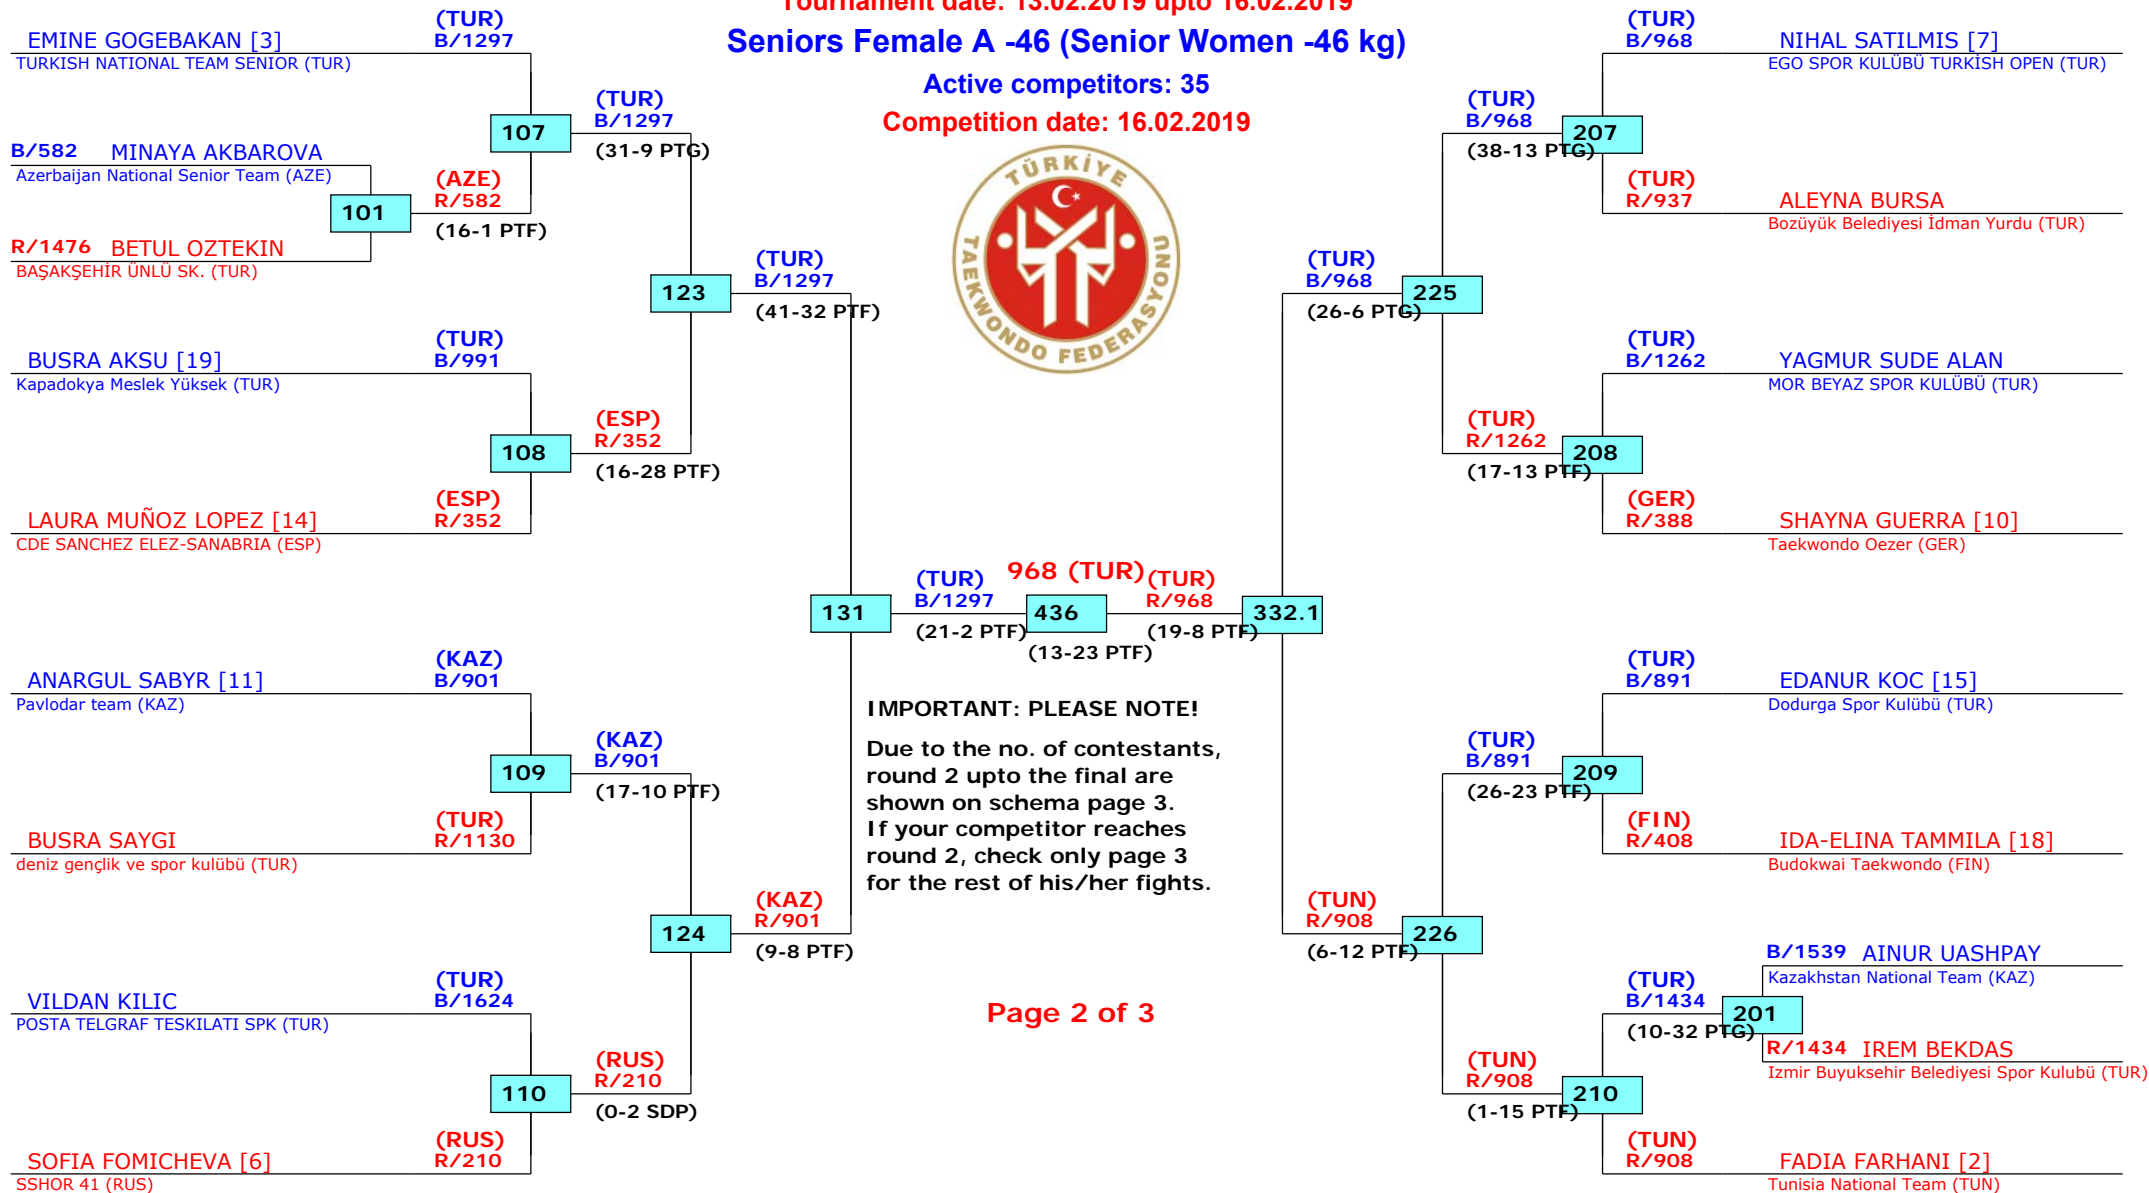 Tournament date: 13.02.2019 upto 16.02.2019
Seniors Female A -46 (Senior Women -46 kg)
Active competitors: 35
Competition date: 16.02.2019
TÜRKİYE
TAEKWONDO FEDERASYONU
(TUR)
EMINE GOGEBAKAN [3] B/1297
TURKISH NATIONAL TEAM SENIOR (TUR)
(TUR)
B/1297
107
(31-9 PTG)
B/582 MINAYA AKBAROVA
Azerbaijan National Senior Team (AZE)
(AZE)
R/582
101
(16-1 PTF)
R/1476 BETUL OZTEKIN
BAŞAKŞEHİR ÜNLÜ SK. (TUR)
(TUR)
B/1297
123
(41-32 PTF)
(TUR)
BUSRA AKSU [19] B/991
Kapadokya Meslek Yüksek (TUR)
(ESP)
R/352
108
(16-28 PTF)
(ESP)
LAURA MUÑOZ LOPEZ [14] R/352
CDE SANCHEZ ELEZ-SANABRIA (ESP)
131
(TUR)
B/1297
(21-2 PTF)
968 (TUR)
436
(13-23 PTF)
(TUR)
R/968
(19-8 PTF)
332.1
(KAZ)
ANARGUL SABYR [11] B/901
Pavlodar team (KAZ)
(KAZ)
B/901
109
(17-10 PTF)
(TUR)
BUSRA SAYGI R/1130
deniz gençlik ve spor kulübü (TUR)
(KAZ)
R/901
124
(9-8 PTF)
(TUR)
VILDAN KILIC B/1624
POSTA TELGRAF TESKILATI SPK (TUR)
(RUS)
R/210
110
(0-2 SDP)
(RUS)
SOFIA FOMICHEVA [6] R/210
SSHOR 41 (RUS)
IMPORTANT: PLEASE NOTE!
Due to the no. of contestants,
round 2 upto the final are
shown on schema page 3.
If your competitor reaches
round 2, check only page 3
for the rest of his/her fights.
Page 2 of 3
(TUR)
B/968 NIHAL SATILMIS [7]
EGO SPOR KULÜBÜ TURKİSH OPEN (TUR)
(TUR)
B/968
207
(38-13 PTG)
(TUR)
R/937 ALEYNA BURSA
Bozüyük Belediyesi İdman Yurdu (TUR)
(TUR)
B/968
225
(26-6 PTG)
(TUR)
B/1262 YAGMUR SUDE ALAN
MOR BEYAZ SPOR KULÜBÜ (TUR)
(TUR)
R/1262
208
(17-13 PTF)
(GER)
R/388 SHAYNA GUERRA [10]
Taekwondo Oezer (GER)
(TUR)
B/891 EDANUR KOC [15]
Dodurga Spor Kulübü (TUR)
(TUR)
B/891
209
(26-23 PTF)
(FIN)
R/408 IDA-ELINA TAMMILA [18]
Budokwai Taekwondo (FIN)
(TUN)
R/908
226
(6-12 PTF)
B/1539 AINUR UASHPAY
Kazakhstan National Team (KAZ)
(TUR)
B/1434
201
(10-32 PTG)
R/1434 IREM BEKDAS
Izmir Buyuksehir Belediyesi Spor Kulubü (TUR)
(TUN)
R/908
210
(1-15 PTF)
(TUN)
R/908 FADIA FARHANI [2]
Tunisia National Team (TUN)